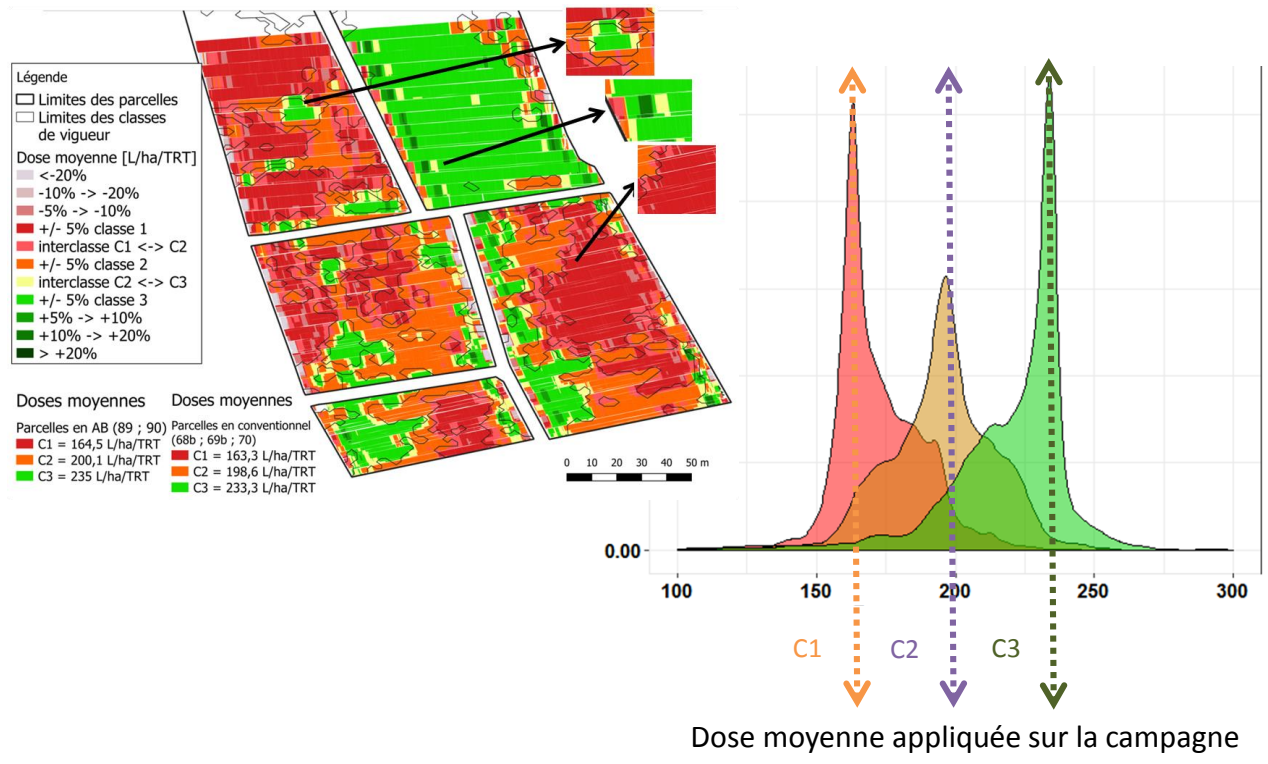 Légende
Limites des parcelles
Limites des classes
de vigueur
Dose moyenne [L/ha/TRT]
<-20%
-10% -> -20%
-5% -> -10%
+/- 5% classe 1
interclasse C1 <-> C2
+/- 5% classe 2
interclasse C2 <-> C3
+/- 5% classe 3
+5% -> +10%
+10% -> +20%
> +20%
Doses moyennes
Parcelles en AB (89 ; 90)
C1 = 164,5 L/ha/TRT
C2 = 200,1 L/ha/TRT
C3 = 235 L/ha/TRT
Doses moyennes
Parcelles en conventionnel
(68b ; 69b ; 70)
C1 = 163,3 L/ha/TRT
C2 = 198,6 L/ha/TRT
C3 = 233,3 L/ha/TRT
0 10 20 30 40 50 m
0.00
100 150 200 250 300
C1 C2 C3
Dose moyenne appliquée sur la campagne